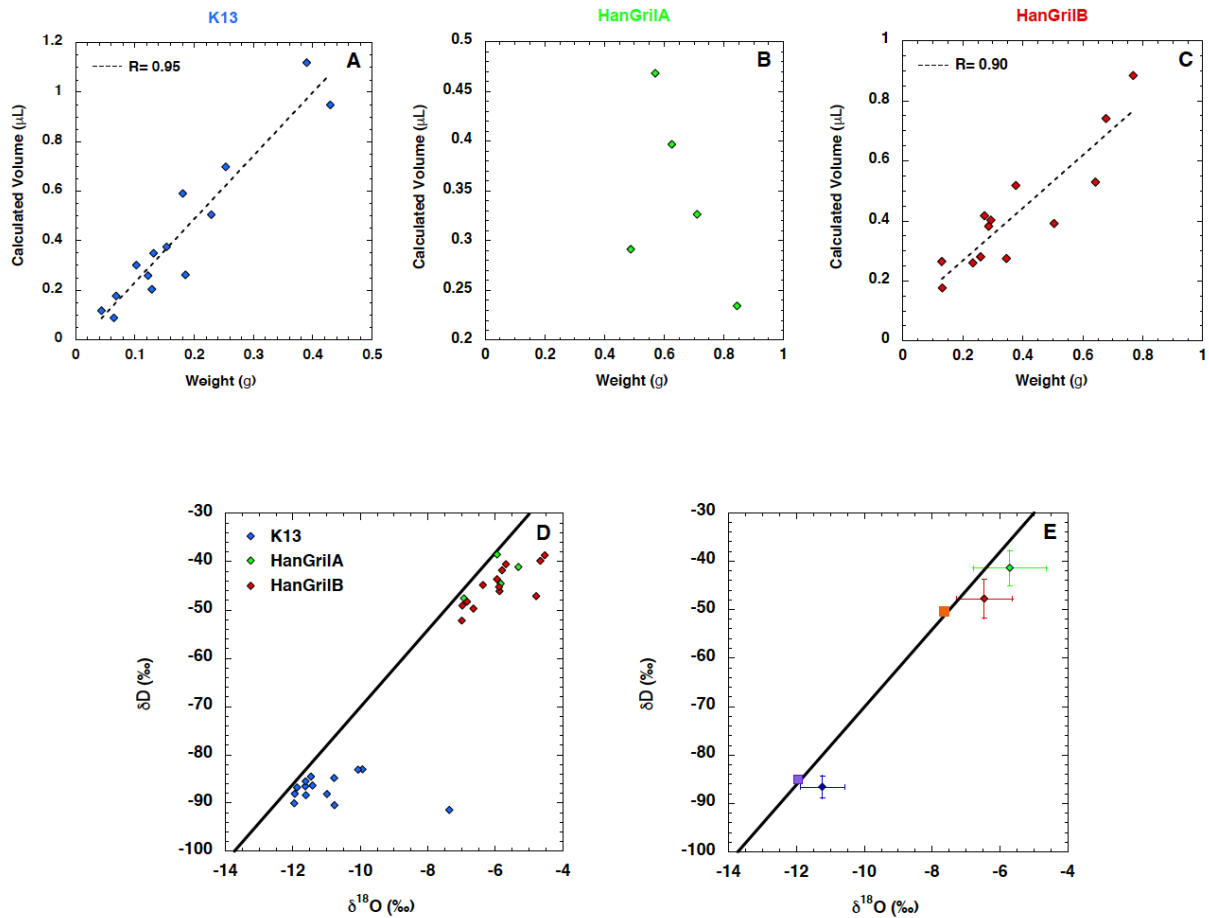 K13
HanGrilA
HanGrilB
A
R= 0.95
Calculated Volume (µL)
1.2
1
0.8
0.6
0.4
0.2
0
0 0.1 0.2 0.3 0.4 0.5
Weight (g)
B
Calculated Volume (µL)
0.5
0.45
0.4
0.35
0.3
0.25
0.2
0 0.2 0.4 0.6 0.8 1
Weight (g)
C
R= 0.90
Calculated Volume (µL)
1
0.8
0.6
0.4
0.2
0
0 0.2 0.4 0.6 0.8 1
Weight (g)
D
K13
HanGrilA
HanGrilB
δD (‰)
-30
-40
-50
-60
-70
-80
-90
-100
-14 -12 -10 -8 -6 -4
δ¹⁸O (‰)
E
δD (‰)
-30
-40
-50
-60
-70
-80
-90
-100
-14 -12 -10 -8 -6 -4
δ¹⁸O (‰)